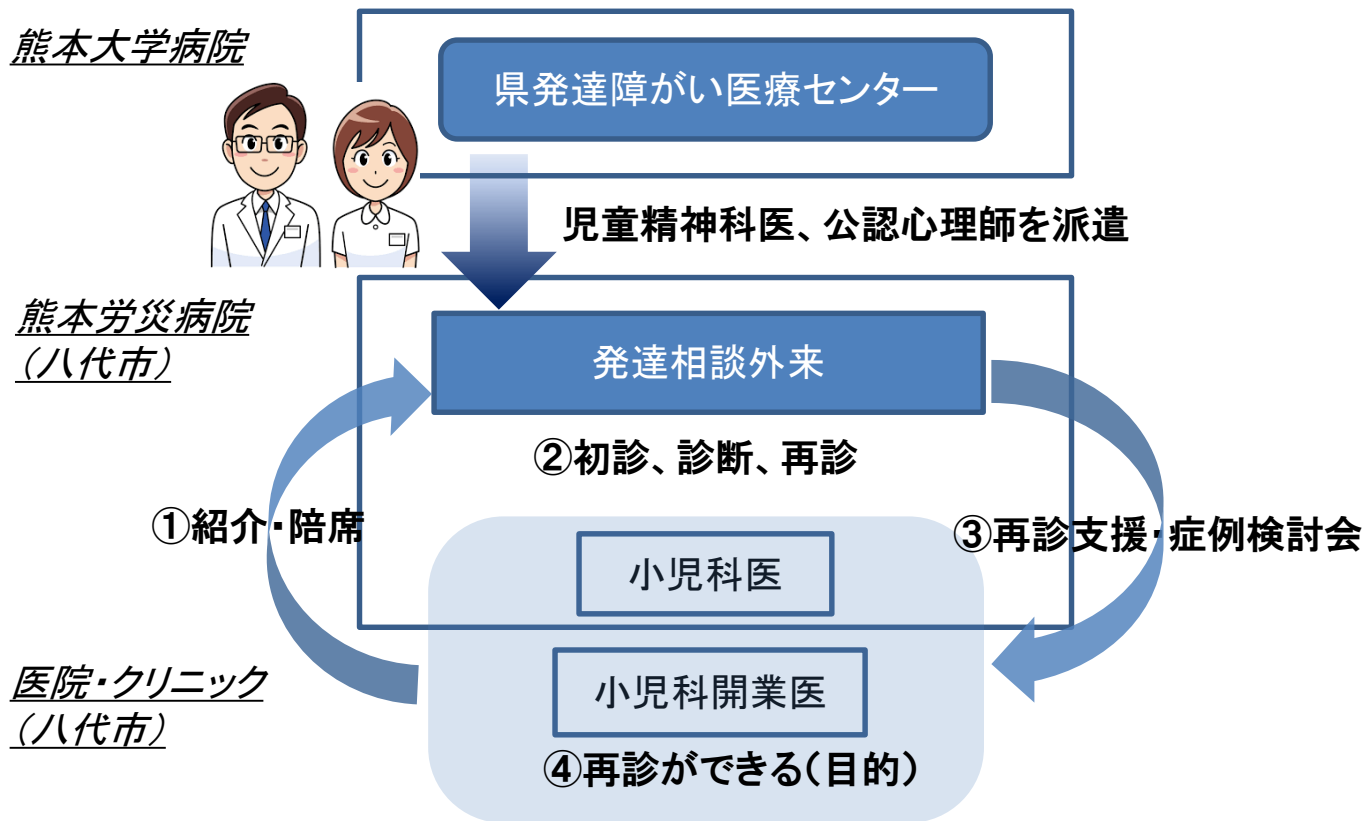 熊本大学病院
県発達障がい医療センター
児童精神科医、公認心理師を派遣
熊本労災病院
（八代市）
発達相談外来
②初診、診断、再診
①紹介・陪席
③再診支援・症例検討会
小児科医
医院・クリニック
（八代市）
小児科開業医
④再診ができる（目的）